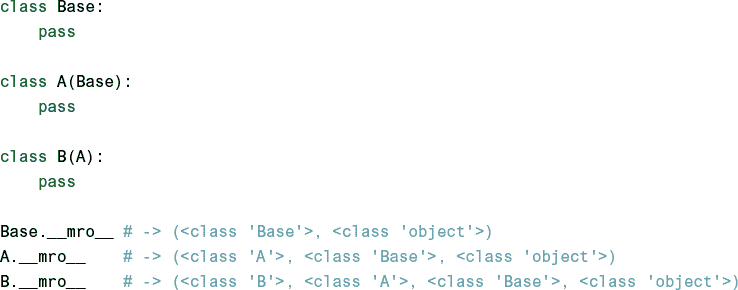 class Base:
    pass

class A(Base):
    pass

class B(A):
    pass

Base.__mro__ # -> (<class 'Base'>, <class 'object'>)
A.__mro__    # -> (<class 'A'>, <class 'Base'>, <class 'object'>)
B.__mro__    # -> (<class 'B'>, <class 'A'>, <class 'Base'>, <class 'object'>)